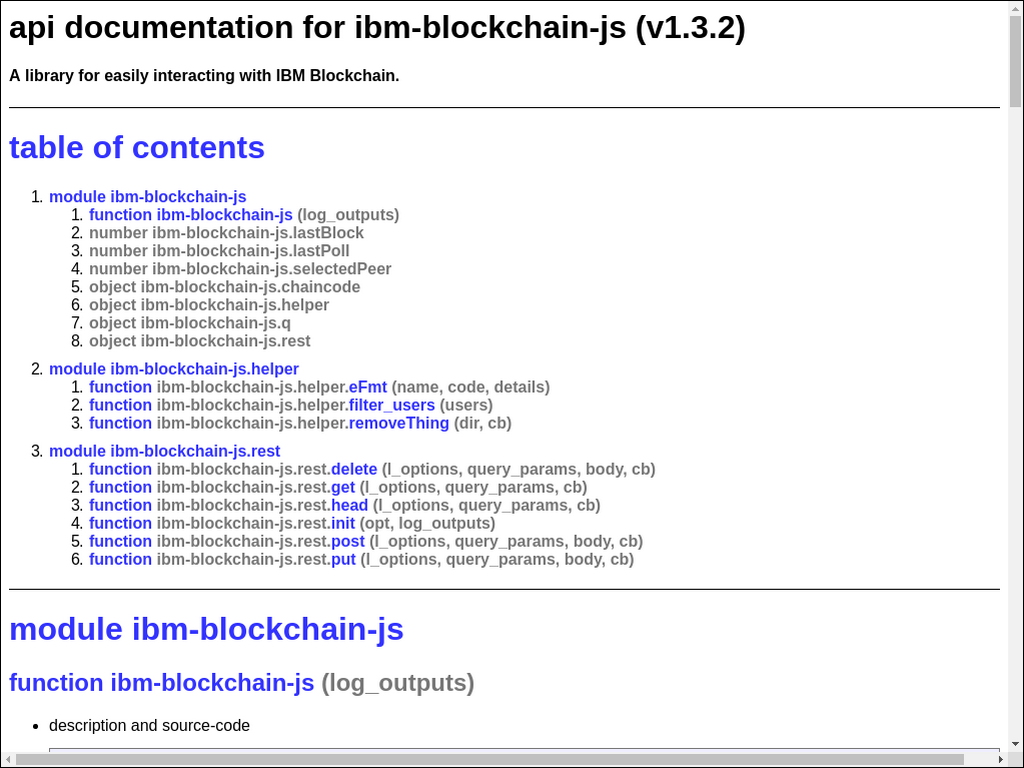 api documentation for ibm-blockchain-js (v1.3.2)
A library for easily interacting with IBM Blockchain.
table of contents
1. module ibm-blockchain-js
1. function ibm-blockchain-js (log_outputs)
2. number ibm-blockchain-js.lastBlock
3. number ibm-blockchain-js.lastPoll
4. number ibm-blockchain-js.selectedPeer
5. object ibm-blockchain-js.chaincode
6. object ibm-blockchain-js.helper
7. object ibm-blockchain-js.q
8. object ibm-blockchain-js.rest
2. module ibm-blockchain-js.helper
1. function ibm-blockchain-js.helper.eFmt (name, code, details)
2. function ibm-blockchain-js.helper.filter_users (users)
3. function ibm-blockchain-js.helper.removeThing (dir, cb)
3. module ibm-blockchain-js.rest
1. function ibm-blockchain-js.rest.delete (l_options, query_params, body, cb)
2. function ibm-blockchain-js.rest.get (l_options, query_params, cb)
3. function ibm-blockchain-js.rest.head (l_options, query_params, cb)
4. function ibm-blockchain-js.rest.init (opt, log_outputs)
5. function ibm-blockchain-js.rest.post (l_options, query_params, body, cb)
6. function ibm-blockchain-js.rest.put (l_options, query_params, body, cb)
module ibm-blockchain-js
function ibm-blockchain-js (log_outputs)
• description and source-code